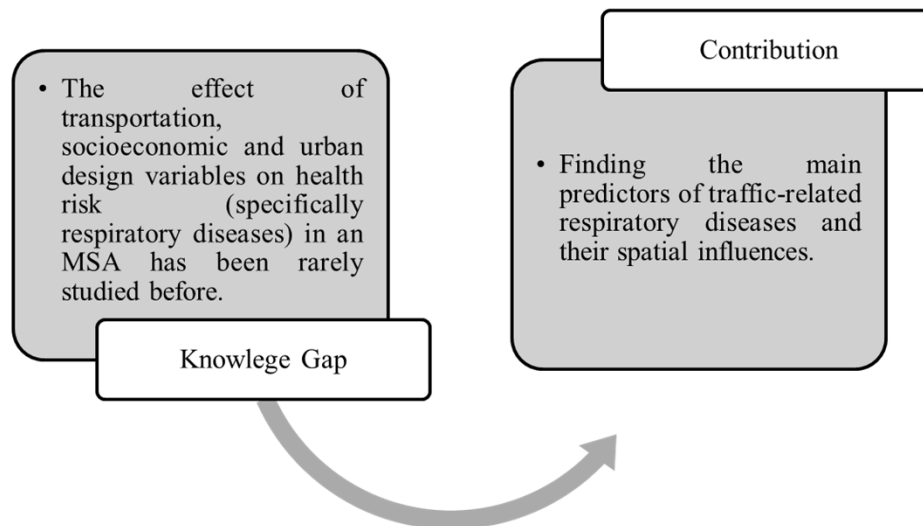 • The effect of
transportation,
socioeconomic and urban
design variables on health
risk (specifically
respiratory diseases) in an
MSA has been rarely
studied before.
Knowlege Gap
Contribution
• Finding the main
predictors of traffic-related
respiratory diseases and
their spatial influences.